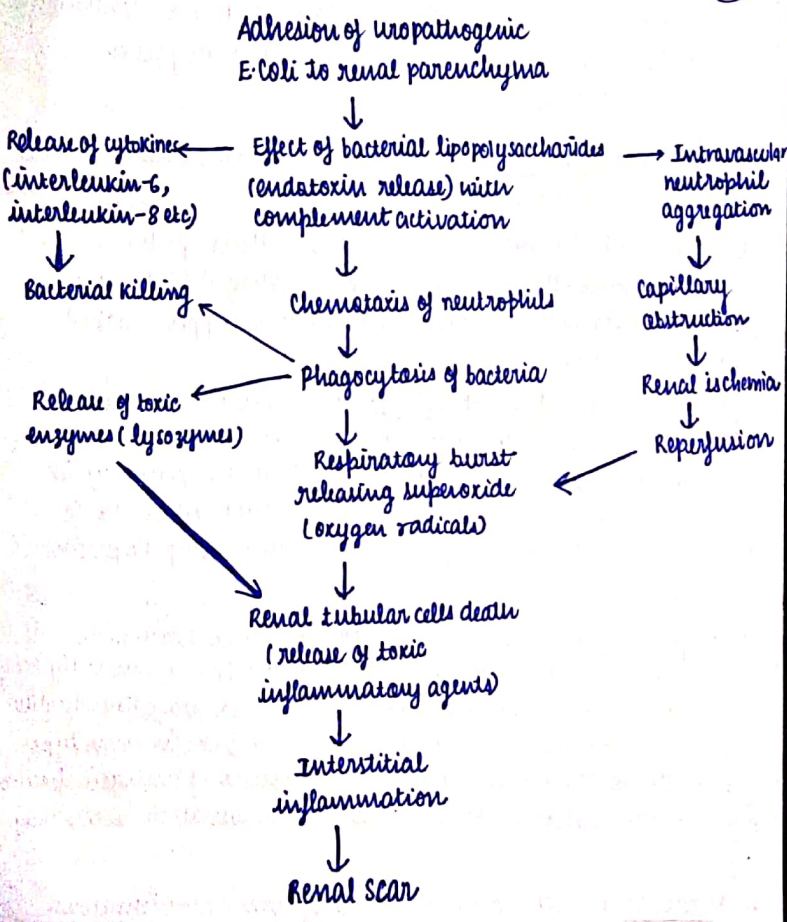 Adhesion of uropathogenic
E.Coli to renal parenchyma
Release of cytokines
(interleukin-6,
interleukin-8 etc)
Effect of bacterial lipopolysaccharides
(endotoxin release) with
complement activation
Intravascular
neutrophil
aggregation
Bacterial killing
Chemotaxis of neutrophils
Capillary
obstruction
Phagocytosis of bacteria
Renal ischemia
Release of toxic
enzymes (lysozymes)
Respiratory burst
releasing superoxide
(oxygen radicals)
Reperfusion
Renal tubular cells death
(release of toxic
inflammatory agents)
Interstitial
inflammation
Renal scar